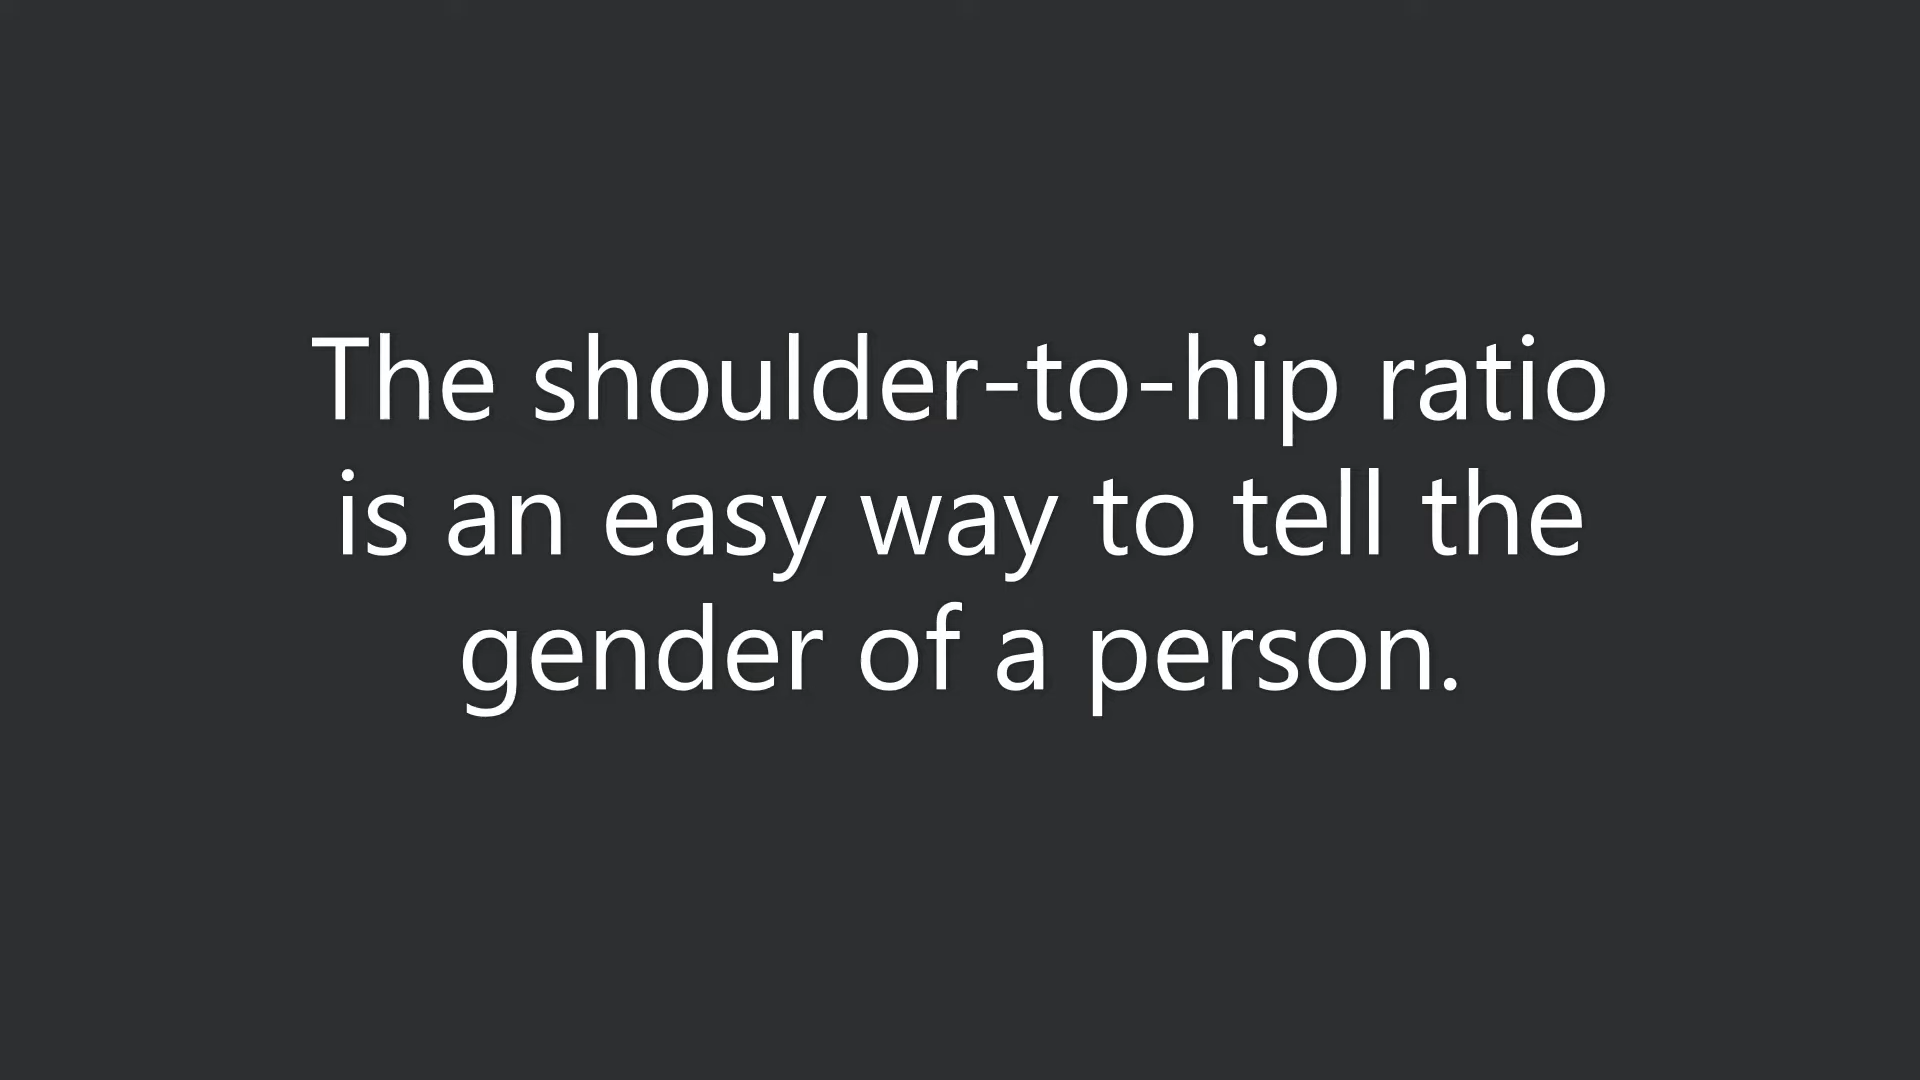 The shoulder-to-hip ratio
is an easy way to tell the
gender of a person.